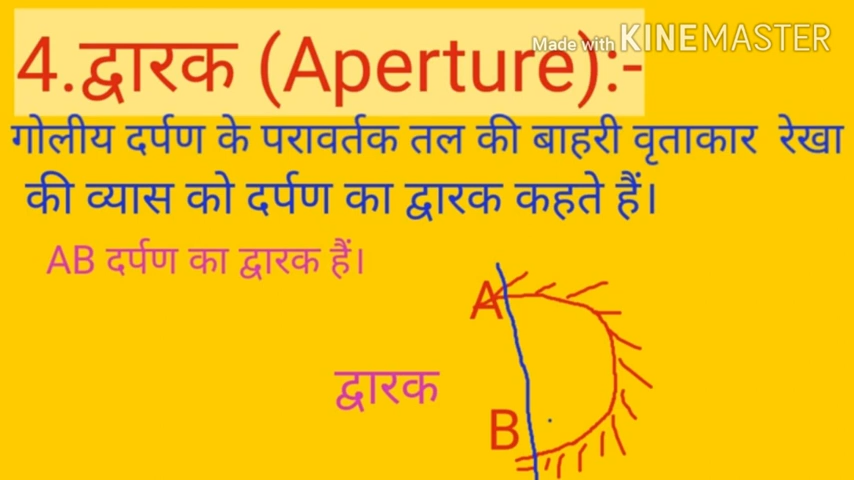 Made with KINEMASTER
4.द्वारक (Aperture):-
गोलीय दर्पण के परावर्तक तल की बाहरी वृताकार रेखा
की व्यास को दर्पण का द्वारक कहते हैं।
AB दर्पण का द्वारक हैं।
A
द्वारक
B